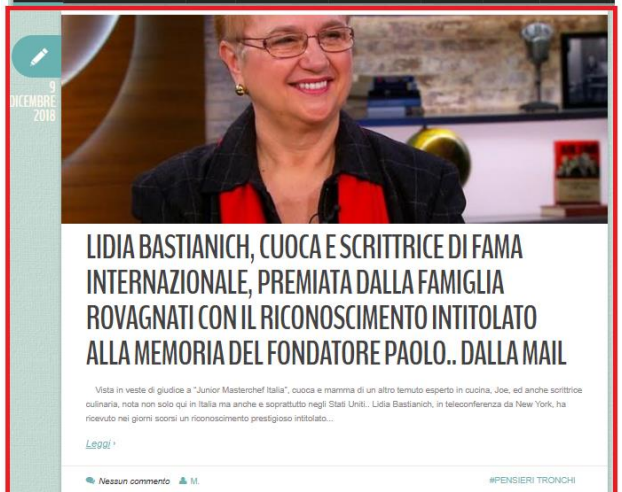 9
DICEMBRE
2018
LIDIA BASTIANICH, CUOCA E SCRITTRICE DI FAMA
INTERNAZIONALE, PREMIATA DALLA FAMIGLIA
ROVAGNATI CON IL RICONOSCIMENTO INTITOLATO
ALLA MEMORIA DEL FONDATORE PAOLO.. DALLA MAIL
Vista in veste di giudice a "Junior Masterchef Italia", cuoca e mamma di un altro temuto esperto in cucina, Joe, ed anche scrittrice
culinaria, nota non solo qui in Italia ma anche e soprattutto negli Stati Uniti.. Lidia Bastianich, in teleconferenza da New York, ha
ricevuto nei giorni scorsi un riconoscimento prestigioso intitolato...
Leggi ›
Nessun commento M. #PENSIERI TRONCHI